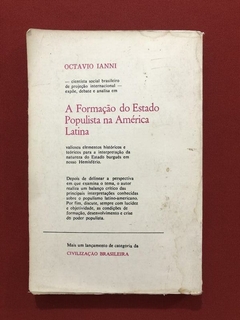 OCTAVIO IANNI
— cientista social brasileiro
de projeção internacional —
expõe, debate e analisa em
A Formação do Estado
Populista na América
Latina
valiosos elementos históricos e
teóricos para a interpretação da
natureza do Estado burguês em
nosso Hemisfério.
Depois de delinear a perspectiva
em que examina o tema, o autor
realiza um balanço crítico das
principais interpretações conhecidas
sobre o populismo latino-americano.
Por fim, discute, sempre com lucidez
e objetividade, as condições de
formação, desenvolvimento e crise
do poder populista.
Mais um lançamento de categoria da
CIVILIZAÇÃO BRASILEIRA